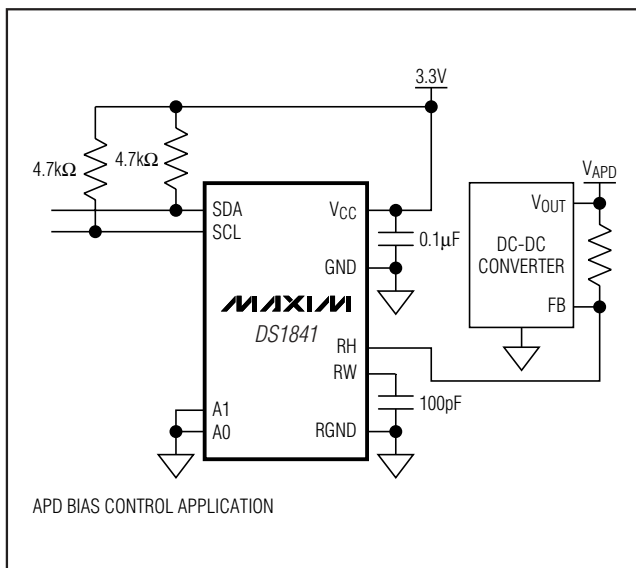 3.3V
4.7kΩ
4.7kΩ
SDA
SCL
VCC
0.1µF
GND
MAXIM
DS1841
RH
RW
100pF
A1
A0
RGND
VAPD
VOUT
DC-DC
CONVERTER
FB
APD BIAS CONTROL APPLICATION